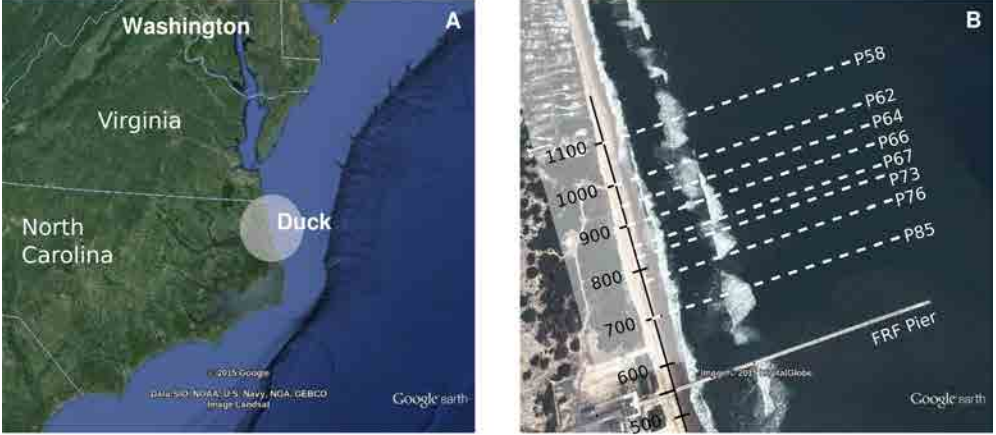 A
Washington
Virginia
North
Carolina
Duck
© 2015 Google
Data SIO, NOAA, U.S. Navy, NGA, GEBCO
Image Landsat
Google earth
B
P58
P62
P64
P66
P67
P73
P76
P85
1100
1000
900
800
700
600
500
FRF Pier
Image © 2015 DigitalGlobe
Google earth